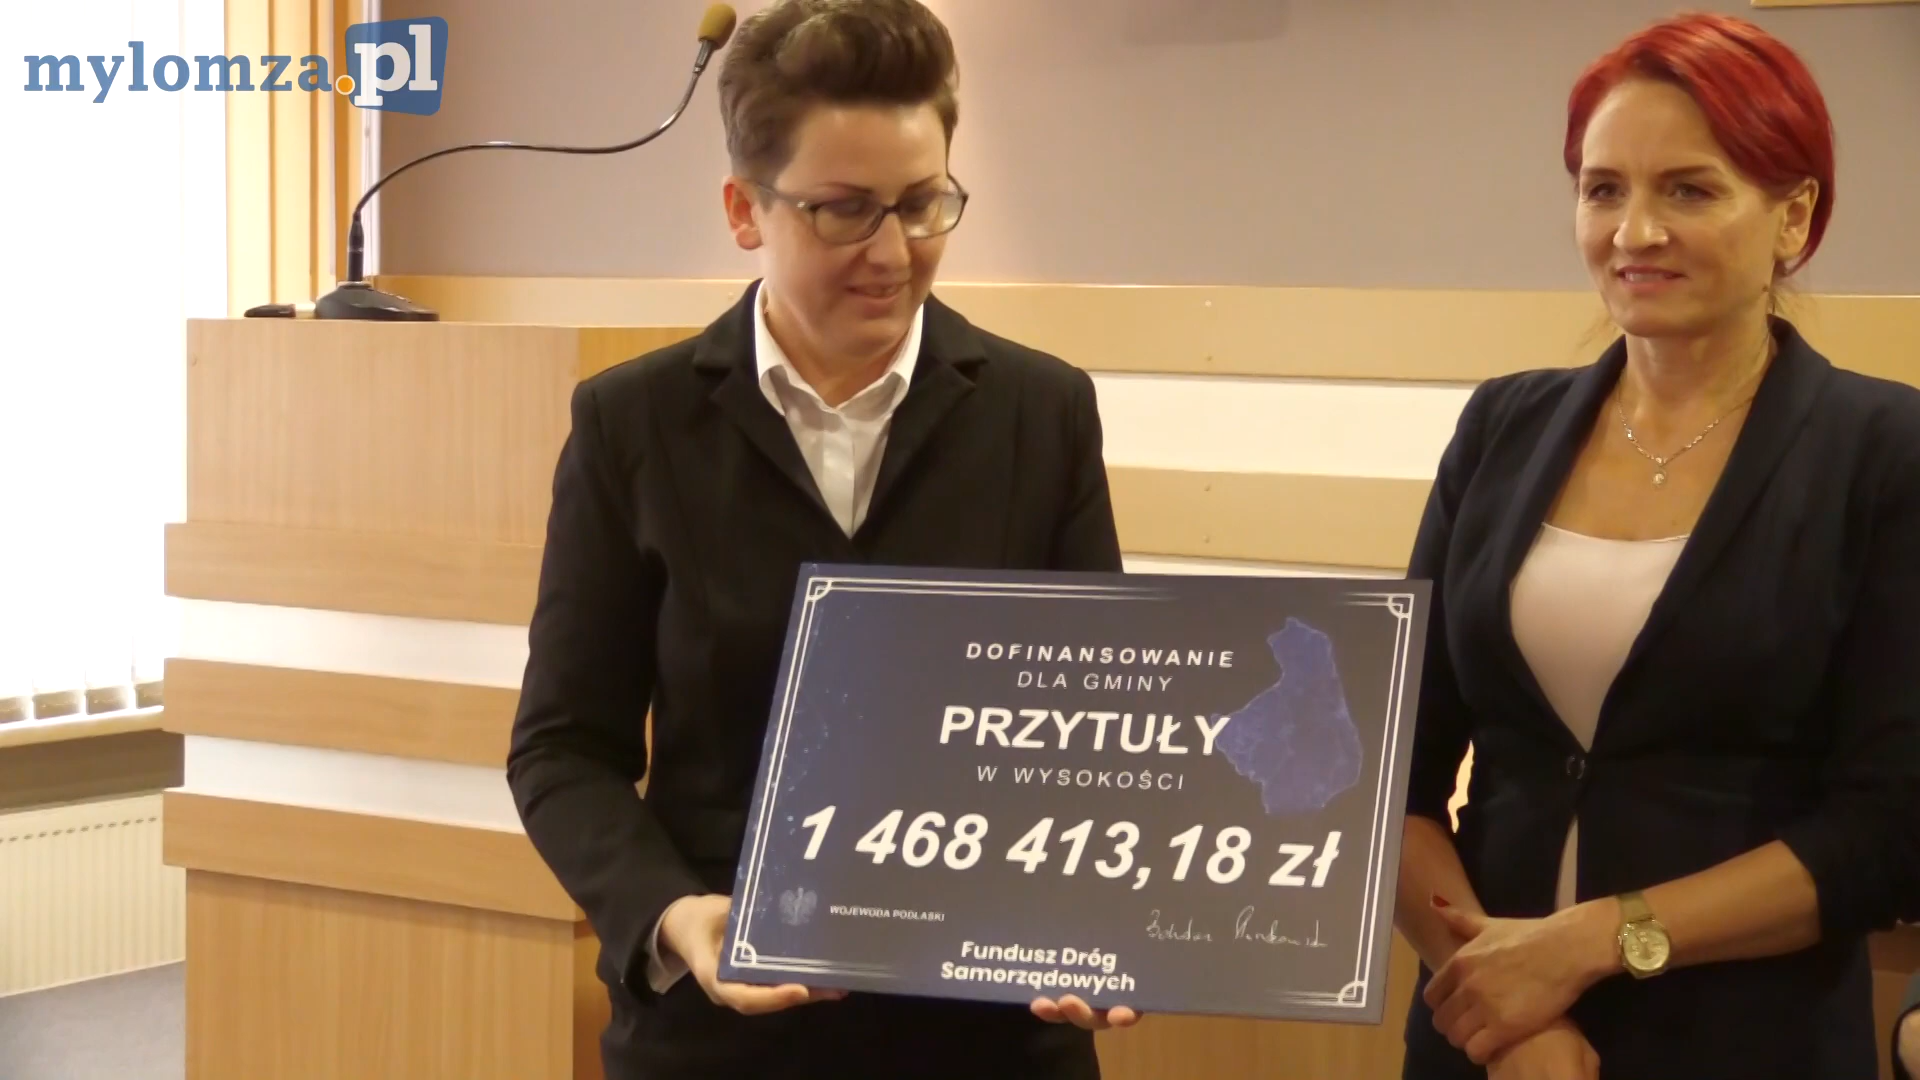 mylomza.pl
DOFINANSOWANIE
DLA GMINY
PRZYTUŁY
W WYSOKOŚCI
1 468 413,18 zł
WOJEWODA PODLASKI
Fundusz Dróg
Samorządowych